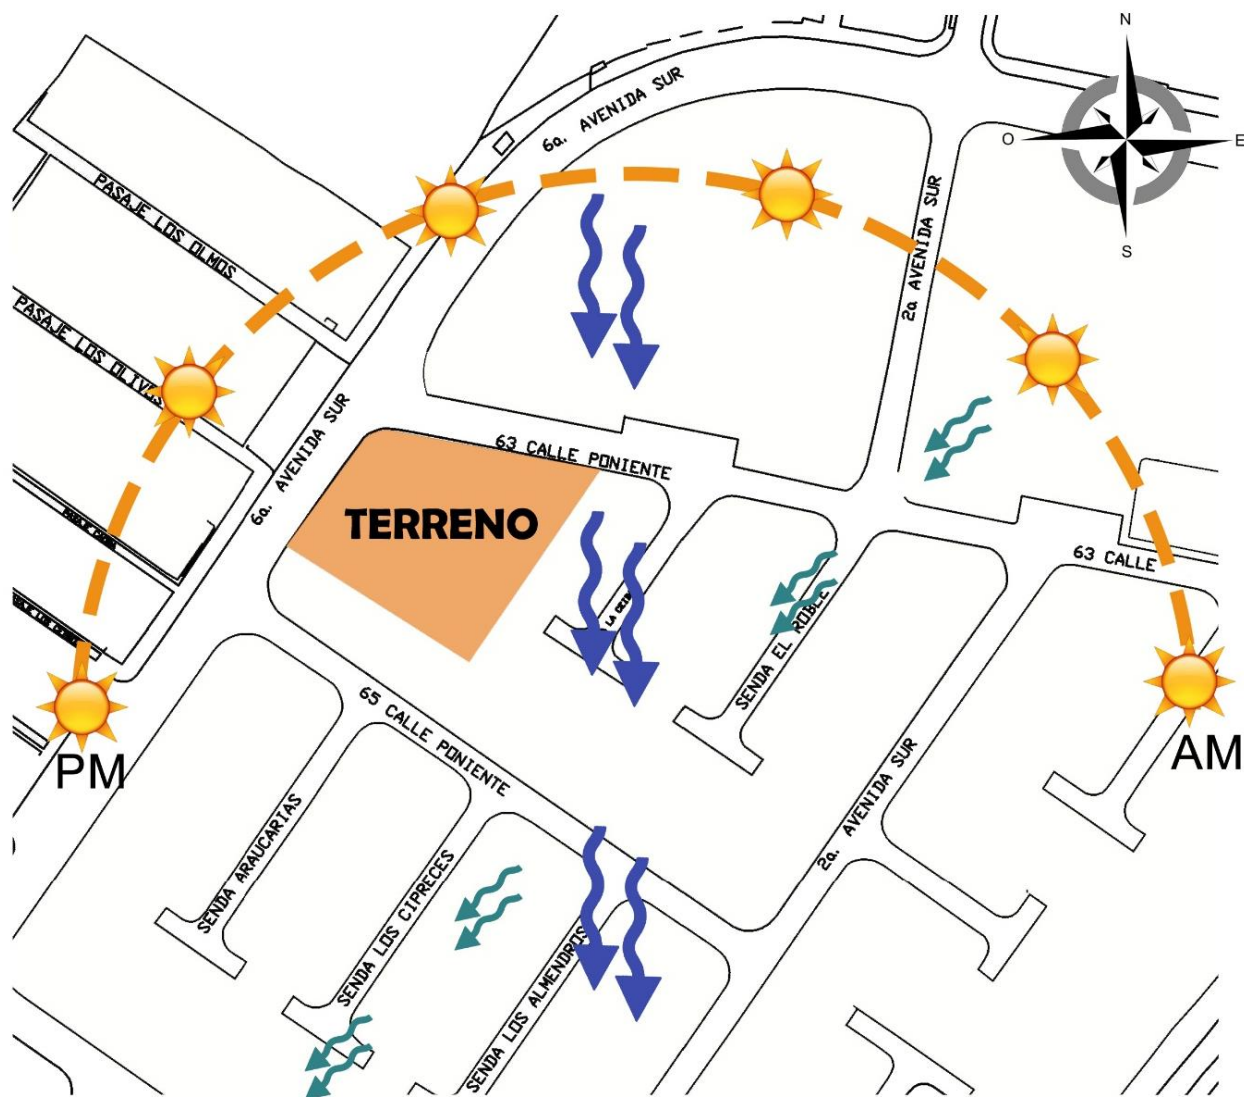 N
6a. AVENIDA SUR
O
E
PASAJE LOS OLMOS
2a AVENIDA SUR
S
PASAJE LOS OLIVOS
6a. AVENIDA SUR
63 CALLE PONIENTE
TERRENO
63 CALLE
SENDA EL ROBLE
65 CALLE PONIENTE
PM
AM
2a. AVENIDA SUR
SENDA ARAUCARIAS
SENDA LOS CIPRECES
SENDA LOS ALMENDROS